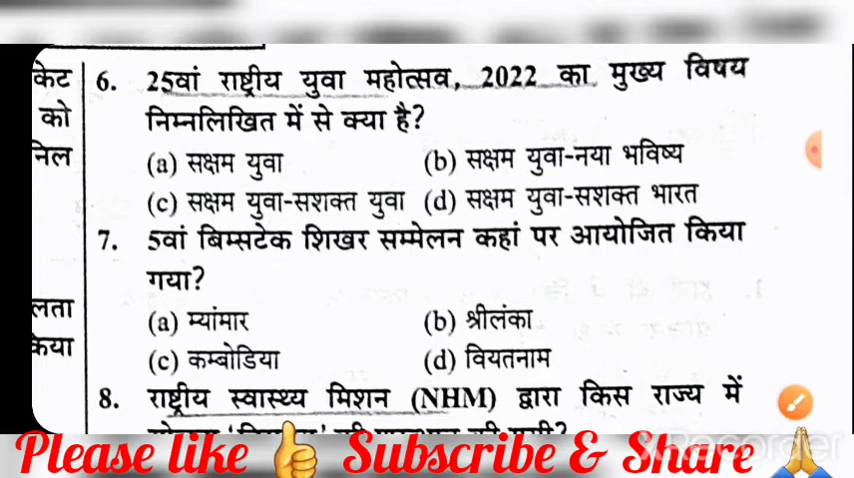 केट
को
निल
लता
केया
6. 25वां राष्ट्रीय युवा महोत्सव, 2022 का मुख्य विषय
निम्नलिखित में से क्या है?
(a) सक्षम युवा (b) सक्षम युवा-नया भविष्य
(c) सक्षम युवा-सशक्त युवा (d) सक्षम युवा-सशक्त भारत
7. 5वां बिम्सटेक शिखर सम्मेलन कहां पर आयोजित किया
गया?
(a) म्यांमार (b) श्रीलंका
(c) कम्बोडिया (d) वियतनाम
8. राष्ट्रीय स्वास्थ्य मिशन (NHM) द्वारा किस राज्य में
Please like 👍 Subscribe & Share 🙏
XRecorder